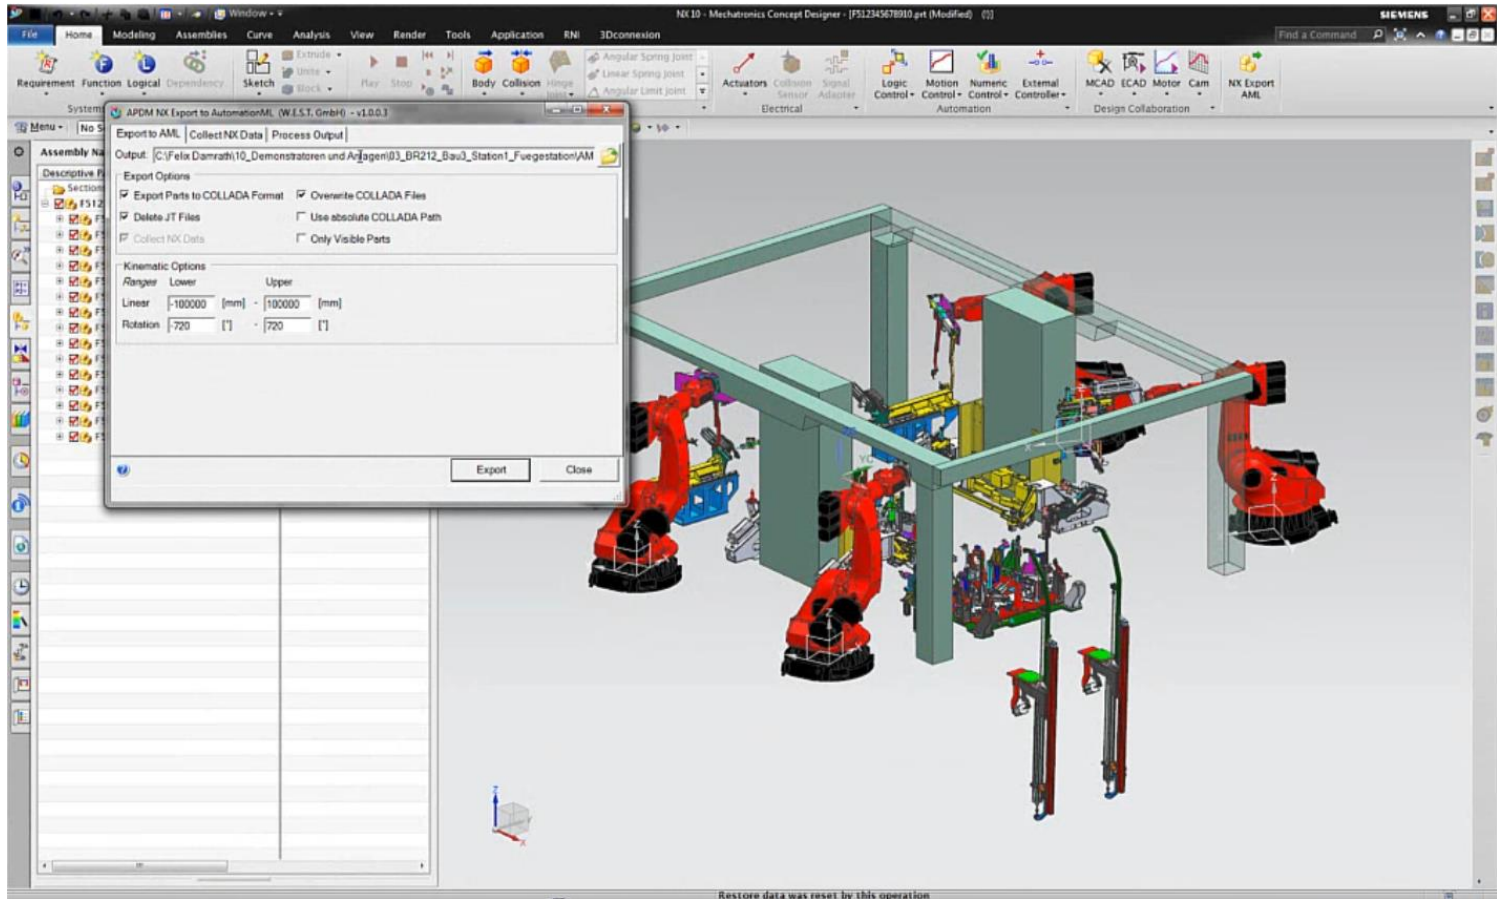 Window
NX 10 - Mechatronics Concept Designer - [F512345678910.prt (Modified)]
SIEMENS
File Home Modeling Assemblies Curve Analysis View Render Tools Application RNI 3Dconnexion
Find a Command
Extrude
Unite
Block
Angular Spring Joint
Linear Spring Joint
Angular Limit Joint
Requirement Function Logical Dependency Sketch Play Stop Body Collision Hinge Joint Actuators Collision Sensor Signal Adapter Logic Control Motion Control Numeric Control External Controller MCAD ECAD Motor Cam NX Export AML
Electrical Automation Design Collaboration
Menu No S
APDM NX Export to AutomationML (W.E.S.T. GmbH) - v1.0.0.3
Export to AML Collect NX Data Process Output
Output: C:\Felix Damrath\10_Demonstratoren und Anlagen\03_BR212_Bau3_Station1_Fuegestation\AM
Export Options
Export Parts to COLLADA Format Overwrite COLLADA Files
Delete JT Files Use absolute COLLADA Path
Collect NX Data Only Visible Parts
Kinematic Options
Ranges Lower Upper
Linear -100000 [mm] - 100000 [mm]
Rotation -720 [°] - 720 [°]
Export Close
Assembly Na
Descriptive P
Section
F512
YC
Z
Z
Z
Z
X
Restore data was reset by this operation